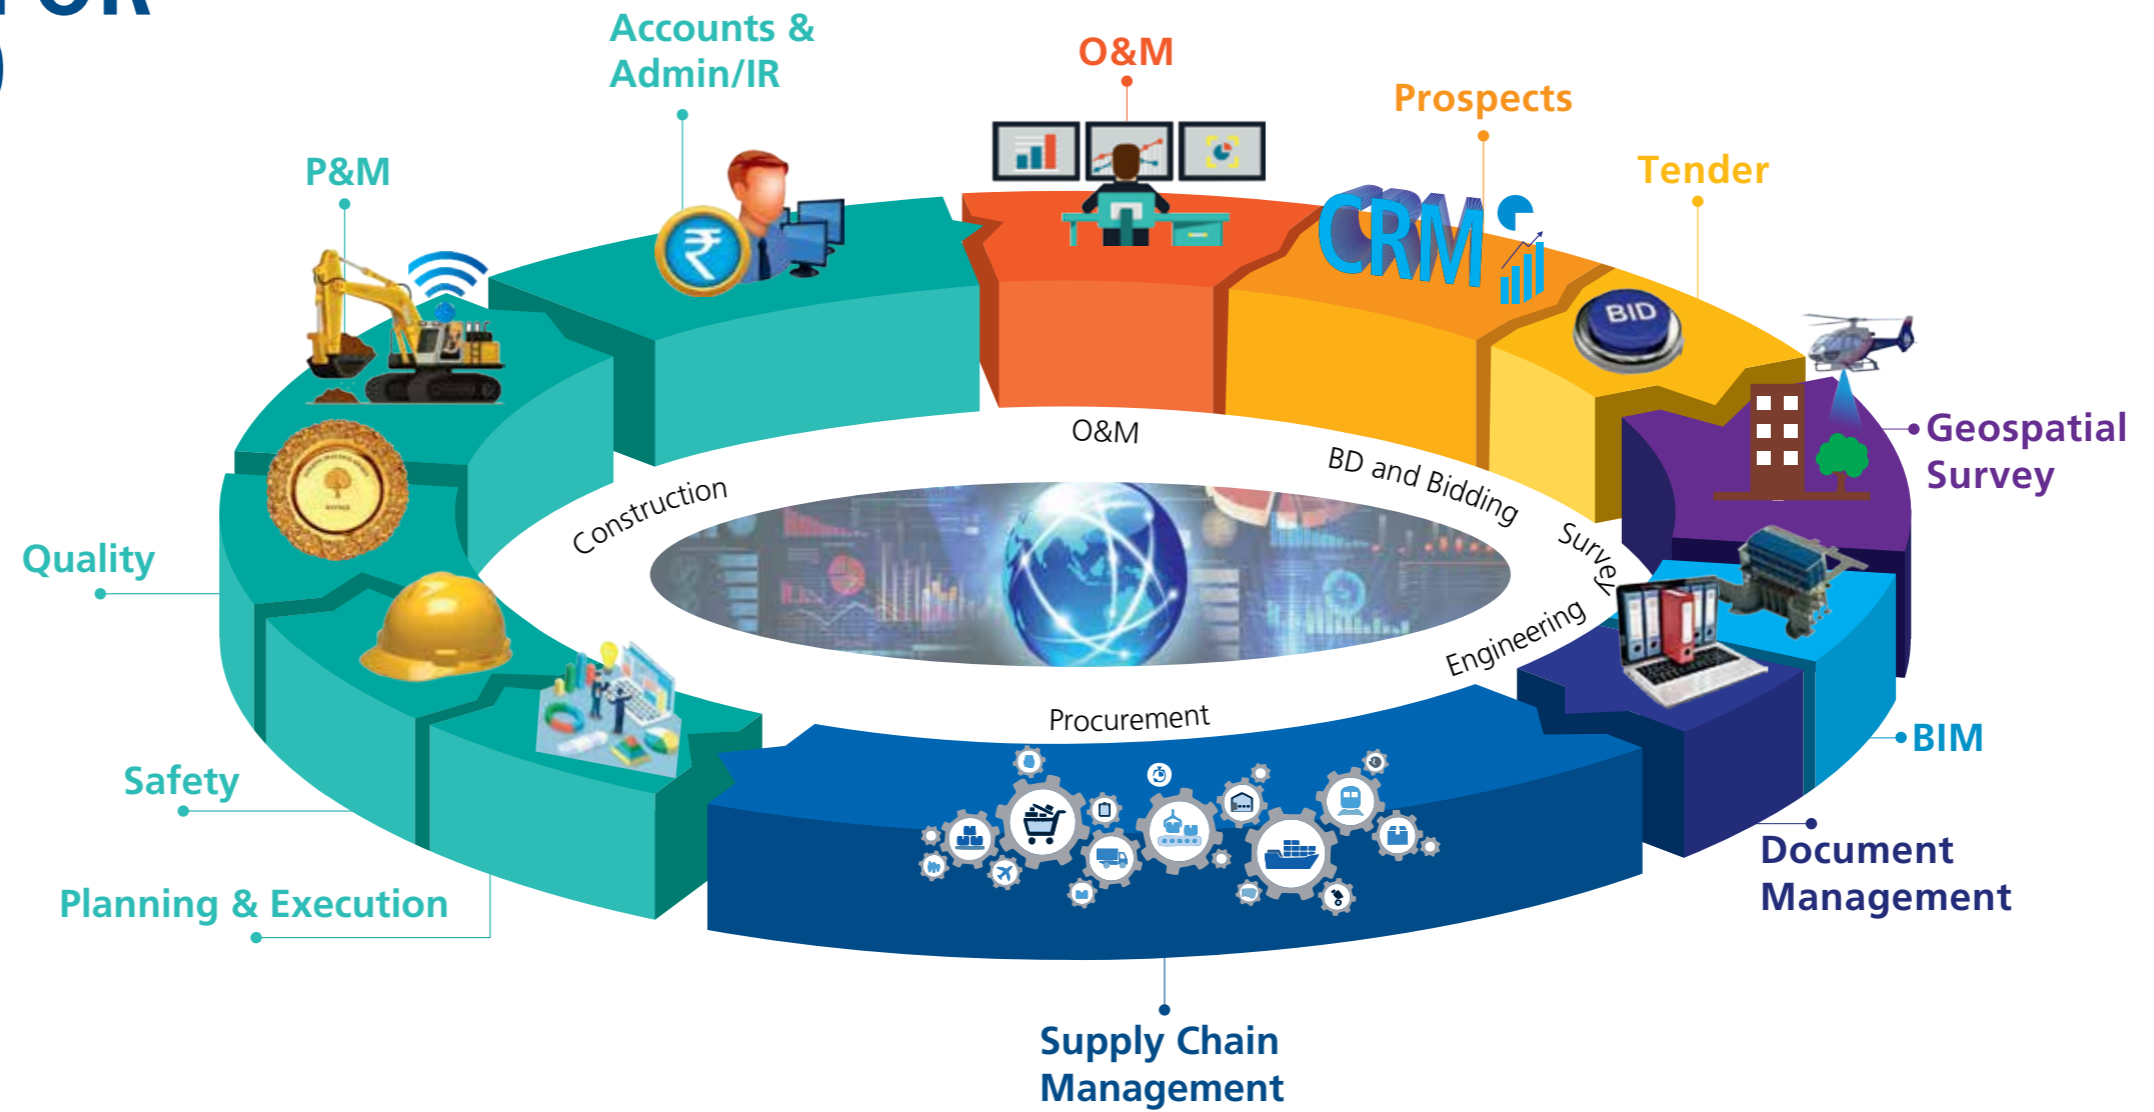 Accounts &
Admin/IR
O&M
Prospects
Tender
P&M
CRM
BID
Geospatial
Survey
O&M
BD and Bidding
Construction
Survey
Quality
Engineering
Procurement
BIM
Safety
Document
Management
Planning & Execution
Supply Chain
Management